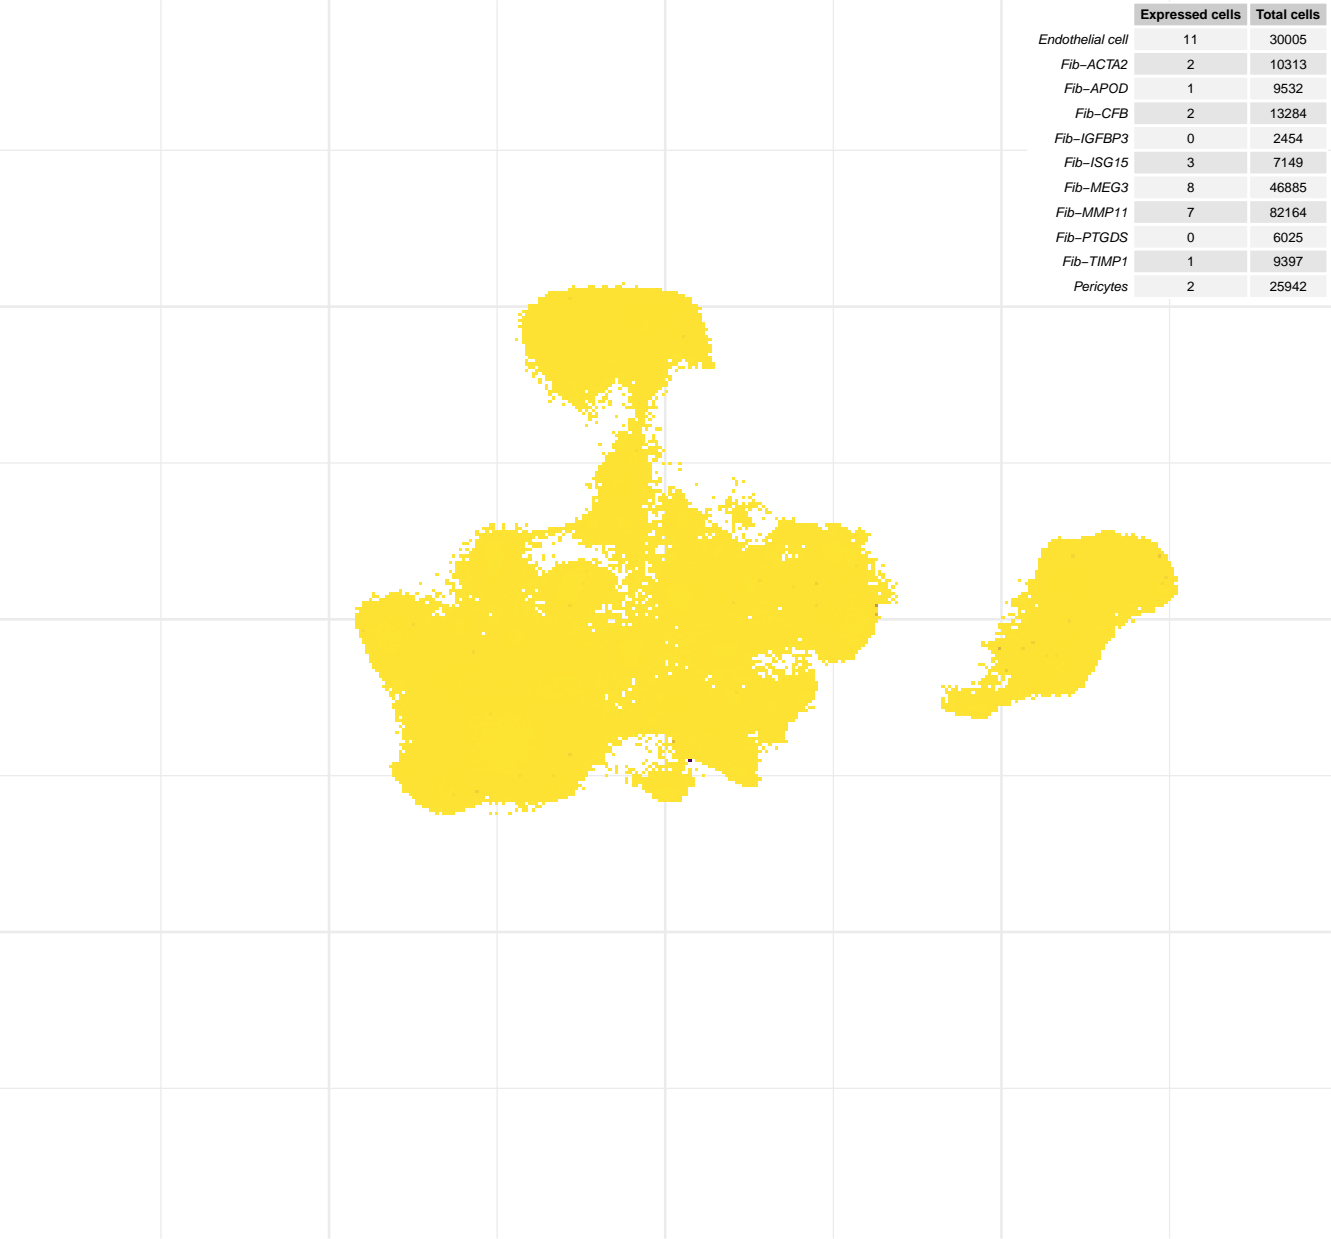 Expressed cells Total cells
Endothelial cell 11 30005
Fib−ACTA2 2 10313
Fib−APOD 1 9532
Fib−CFB 2 13284
Fib−IGFBP3 0 2454
Fib−ISG15 3 7149
Fib−MEG3 8 46885
Fib−MMP11 7 82164
Fib−PTGDS 0 6025
Fib−TIMP1 1 9397
Pericytes 2 25942